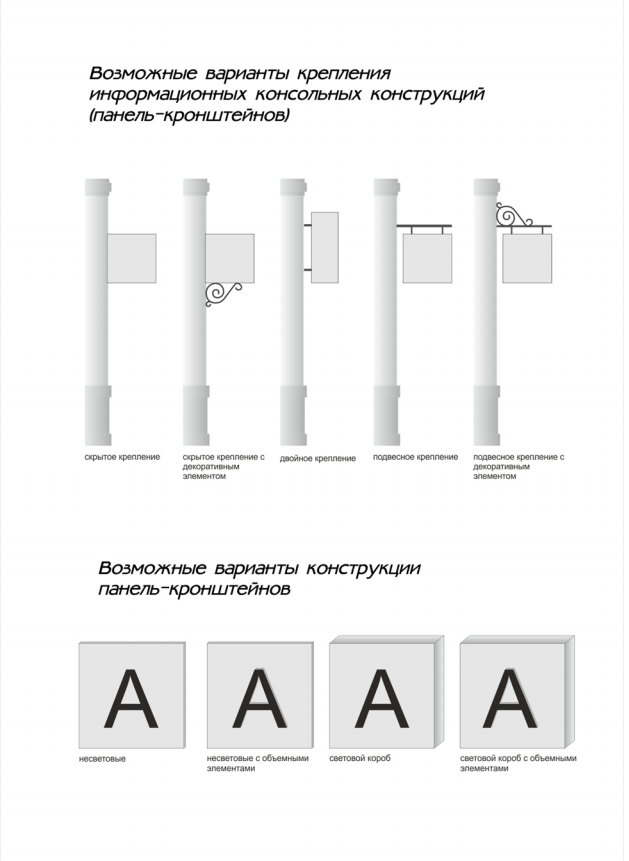 Возможные варианты крепления
информационных консольных конструкций
(панель-кронштейнов)
скрытое крепление
скрытое крепление с
декоративным
элементом
двойное крепление
подвесное крепление
подвесное крепление с
декоративным
элементом
Возможные варианты конструкции
панель-кронштейнов
А
А
А
А
несветовые
несветовые с объемными
элементами
световой короб
световой короб с объемными
элементами